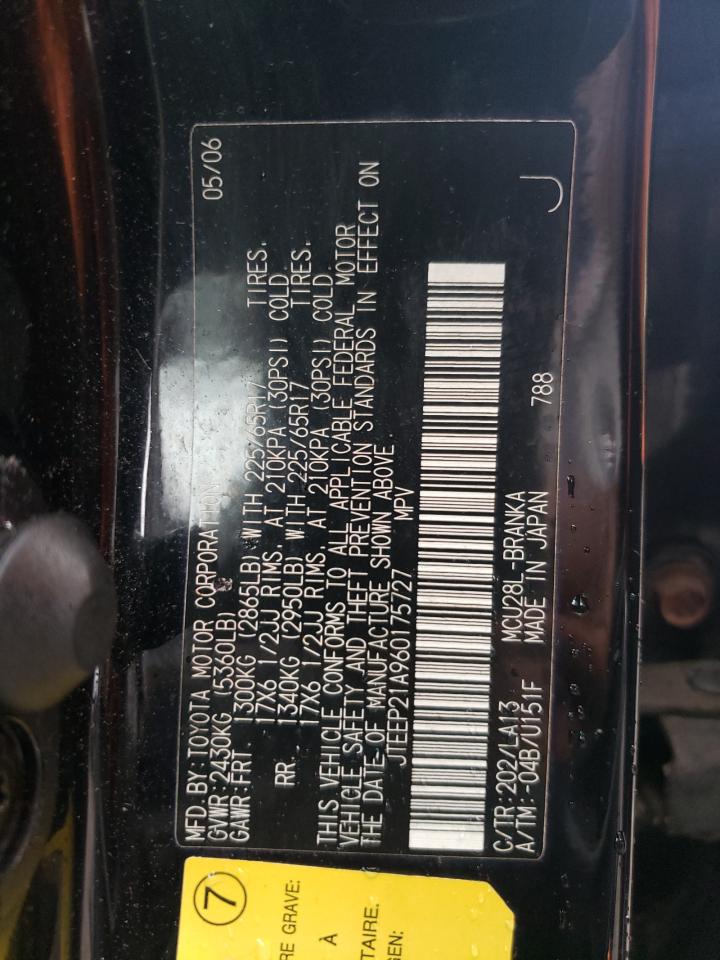 MFD. BY: TOYOTA MOTOR CORPORATION 05/06
GVWR: 2430KG (5360LB)
GAWR: FRT. 1300KG (2865LB) WITH 225/65R17 TIRES.
17X6 1/2JJ RIMS. AT 210KPA (30PSI) COLD.
RR. 1340KG (2950LB) WITH 225/65R17 TIRES.
17X6 1/2JJ RIMS. AT 210KPA (30PSI) COLD.
THIS VEHICLE CONFORMS TO ALL APPLICABLE FEDERAL MOTOR
VEHICLE SAFETY AND THEFT PREVENTION STANDARDS IN EFFECT ON
THE DATE OF MANUFACTURE SHOWN ABOVE.
JTEEP21A960175727 MPV
C/TR: 202/LA13 MCU28L-BRANKA 788
A/TM: -04B/U151F MADE IN JAPAN J
7
RE GRAVE:
À
TAIRE.
GEN: